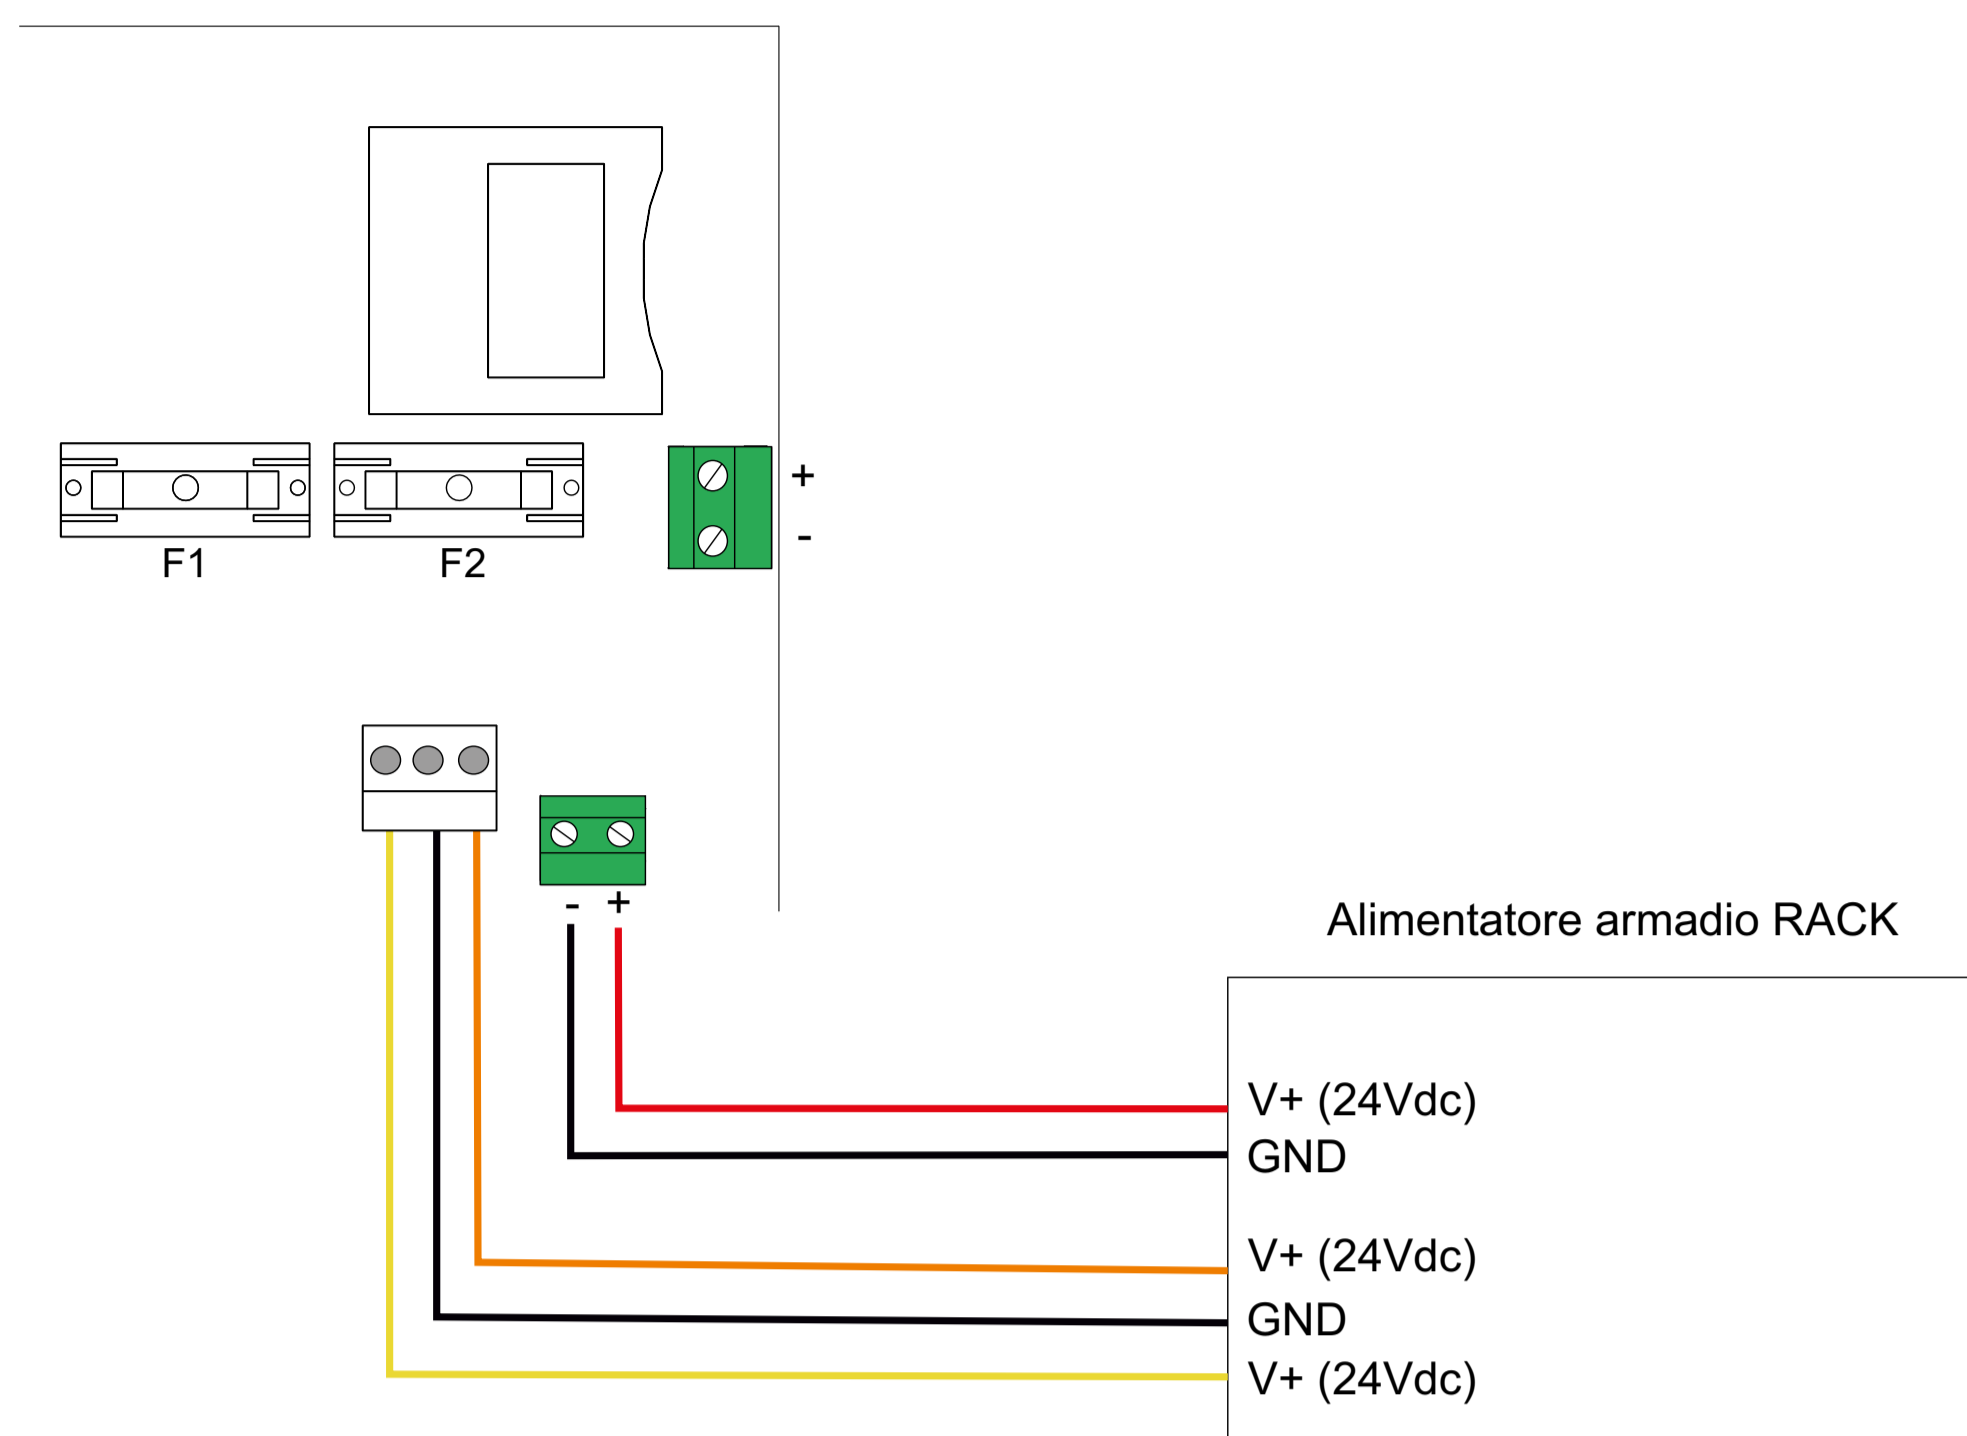 +
-
F1
F2
- +
Alimentatore armadio RACK
V+ (24Vdc)
GND
V+ (24Vdc)
GND
V+ (24Vdc)